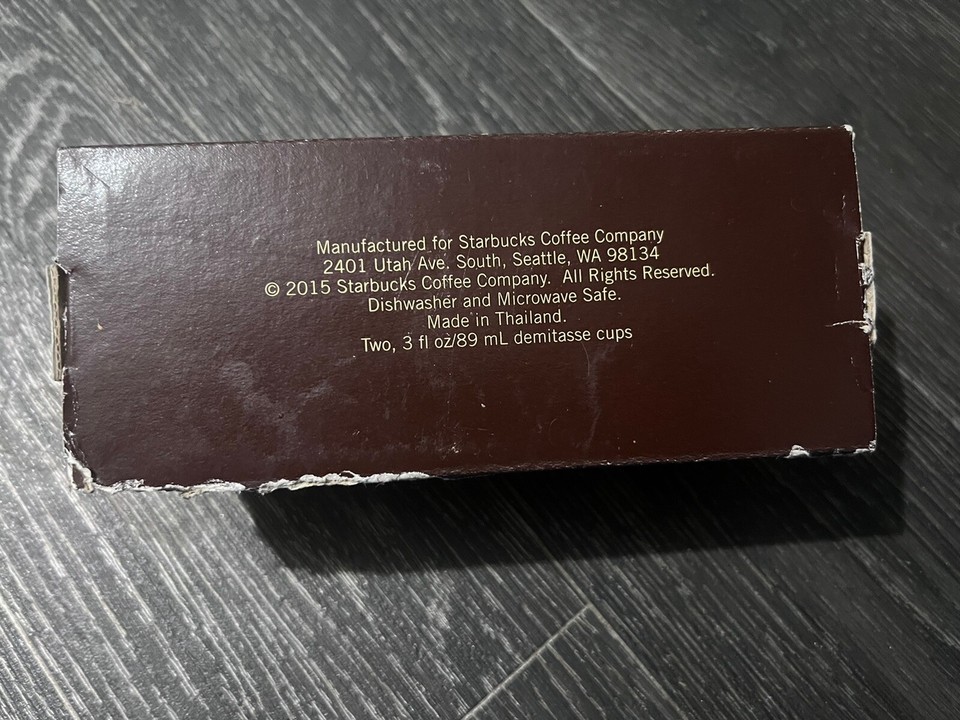 Manufactured for Starbucks Coffee Company
2401 Utah Ave. South, Seattle, WA 98134
© 2015 Starbucks Coffee Company. All Rights Reserved.
Dishwasher and Microwave Safe.
Made in Thailand.
Two, 3 fl oz/89 mL demitasse cups